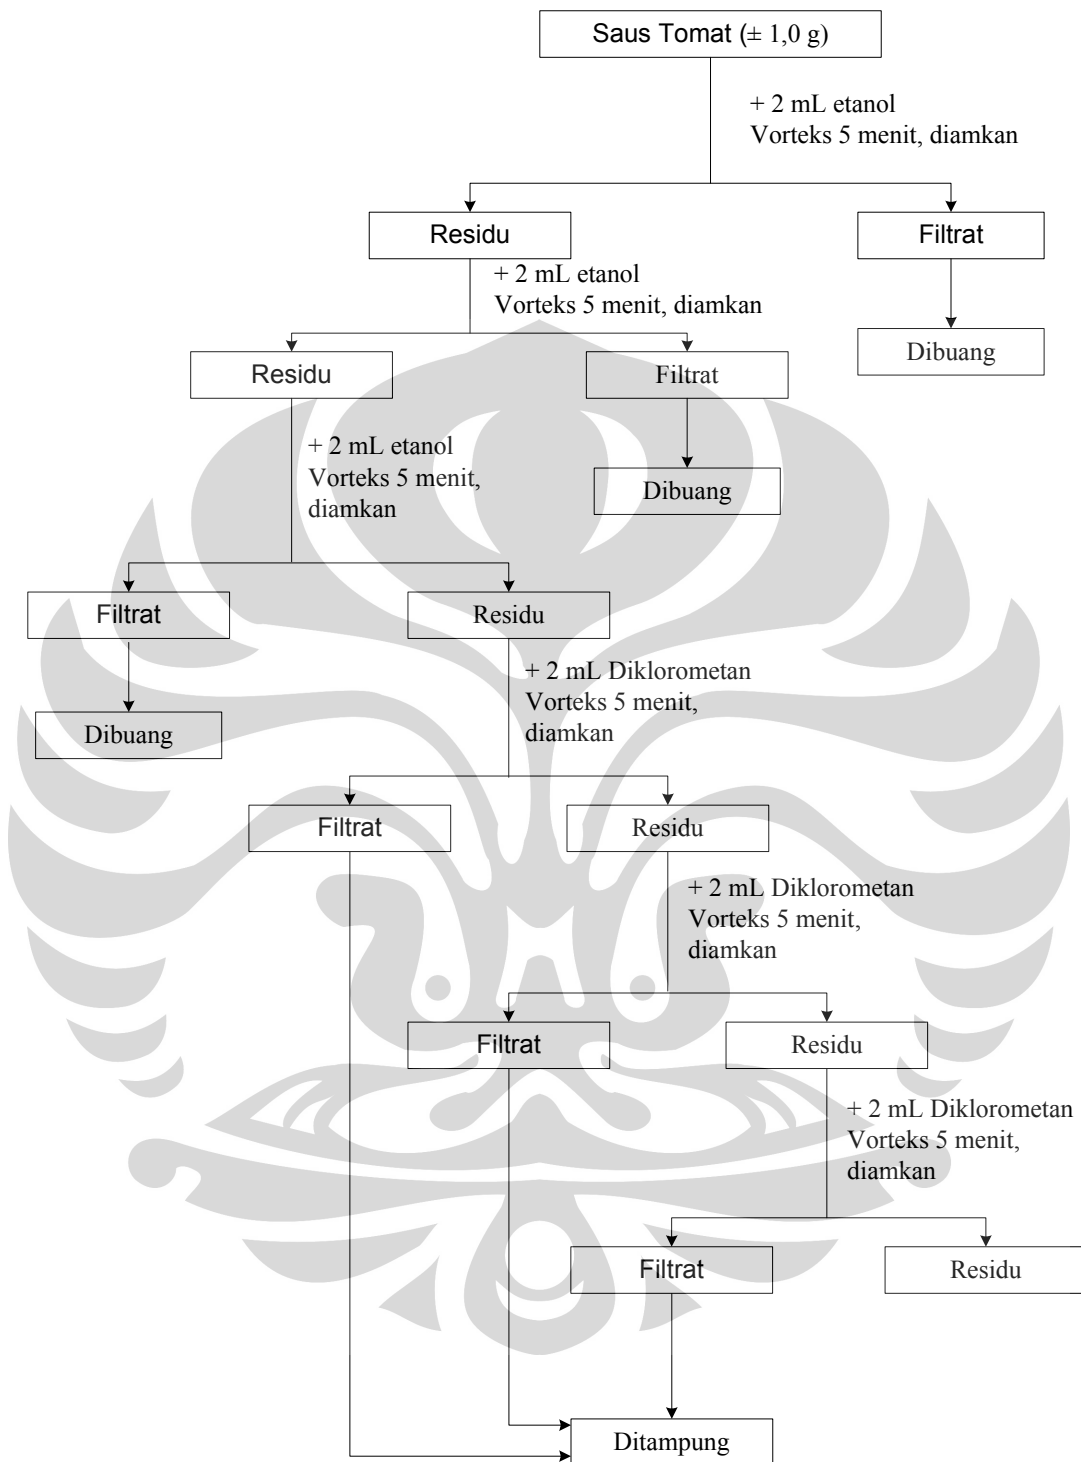 Saus Tomat (± 1,0 g)
+ 2 mL etanol
Vorteks 5 menit, diamkan
Residu
Filtrat
+ 2 mL etanol
Vorteks 5 menit, diamkan
Dibuang
Residu
Filtrat
+ 2 mL etanol
Vorteks 5 menit,
diamkan
Dibuang
Filtrat
Residu
+ 2 mL Diklorometan
Vorteks 5 menit,
diamkan
Dibuang
Filtrat
Residu
+ 2 mL Diklorometan
Vorteks 5 menit,
diamkan
Filtrat
Residu
+ 2 mL Diklorometan
Vorteks 5 menit,
diamkan
Filtrat
Residu
Ditampung